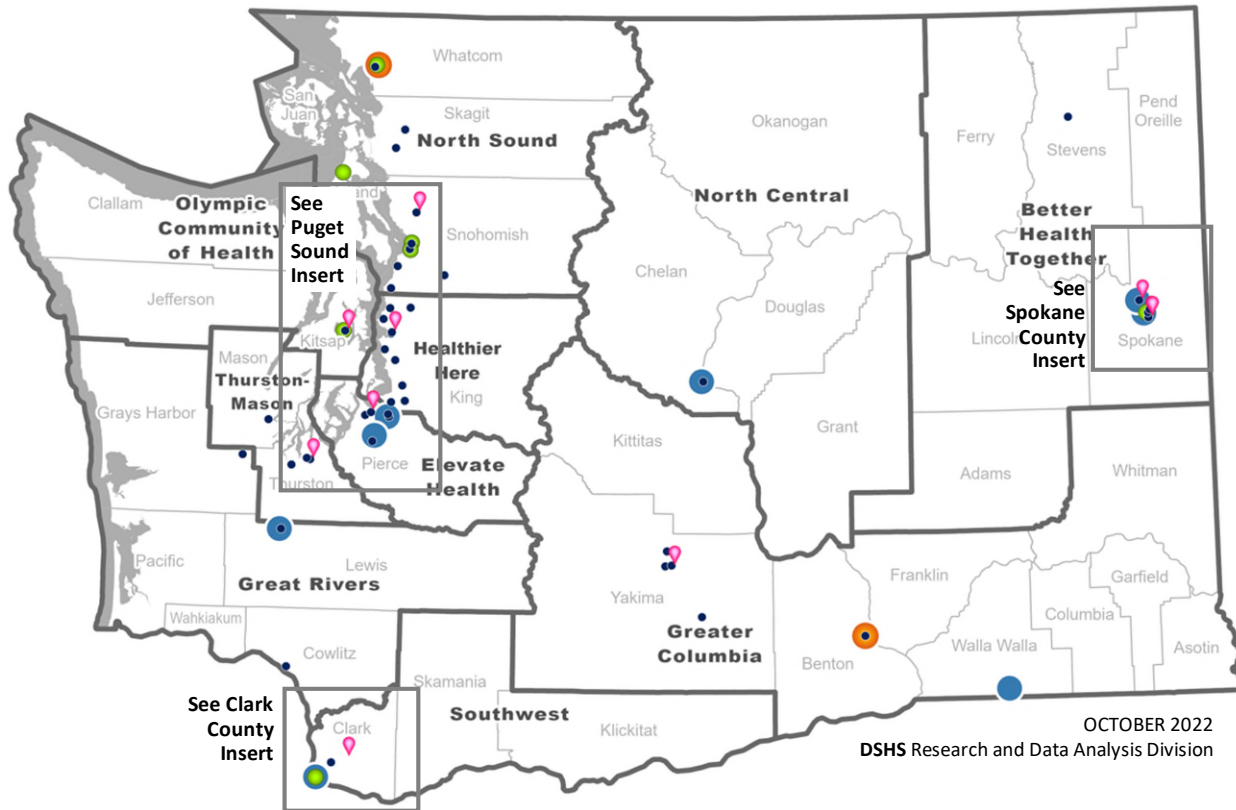 Whatcom
San
Juan
Skagit
North Sound
Okanogan
Ferry
Stevens
Pend
Oreille
Clallam
Olympic
Community
of Health
See
Puget
Sound
Insert
and
Snohomish
North Central
Better
Health
Together
Chelan
Douglas
See
Spokane
County
Insert
Lincoln
Spokane
Jefferson
Kitsap
Mason
Thurston-
Mason
Healthier
Here
King
Grays Harbor
Kittitas
Grant
Adams
Whitman
Pierce
Elevate
Health
Thurston
Pacific
Lewis
Great Rivers
Wahkiakum
Cowlitz
Yakima
Greater
Columbia
Franklin
Benton
Walla Walla
Columbia
Garfield
Asotin
Skamania
Southwest
Klickitat
See Clark
County
Insert
Clark
OCTOBER 2022
DSHS Research and Data Analysis Division